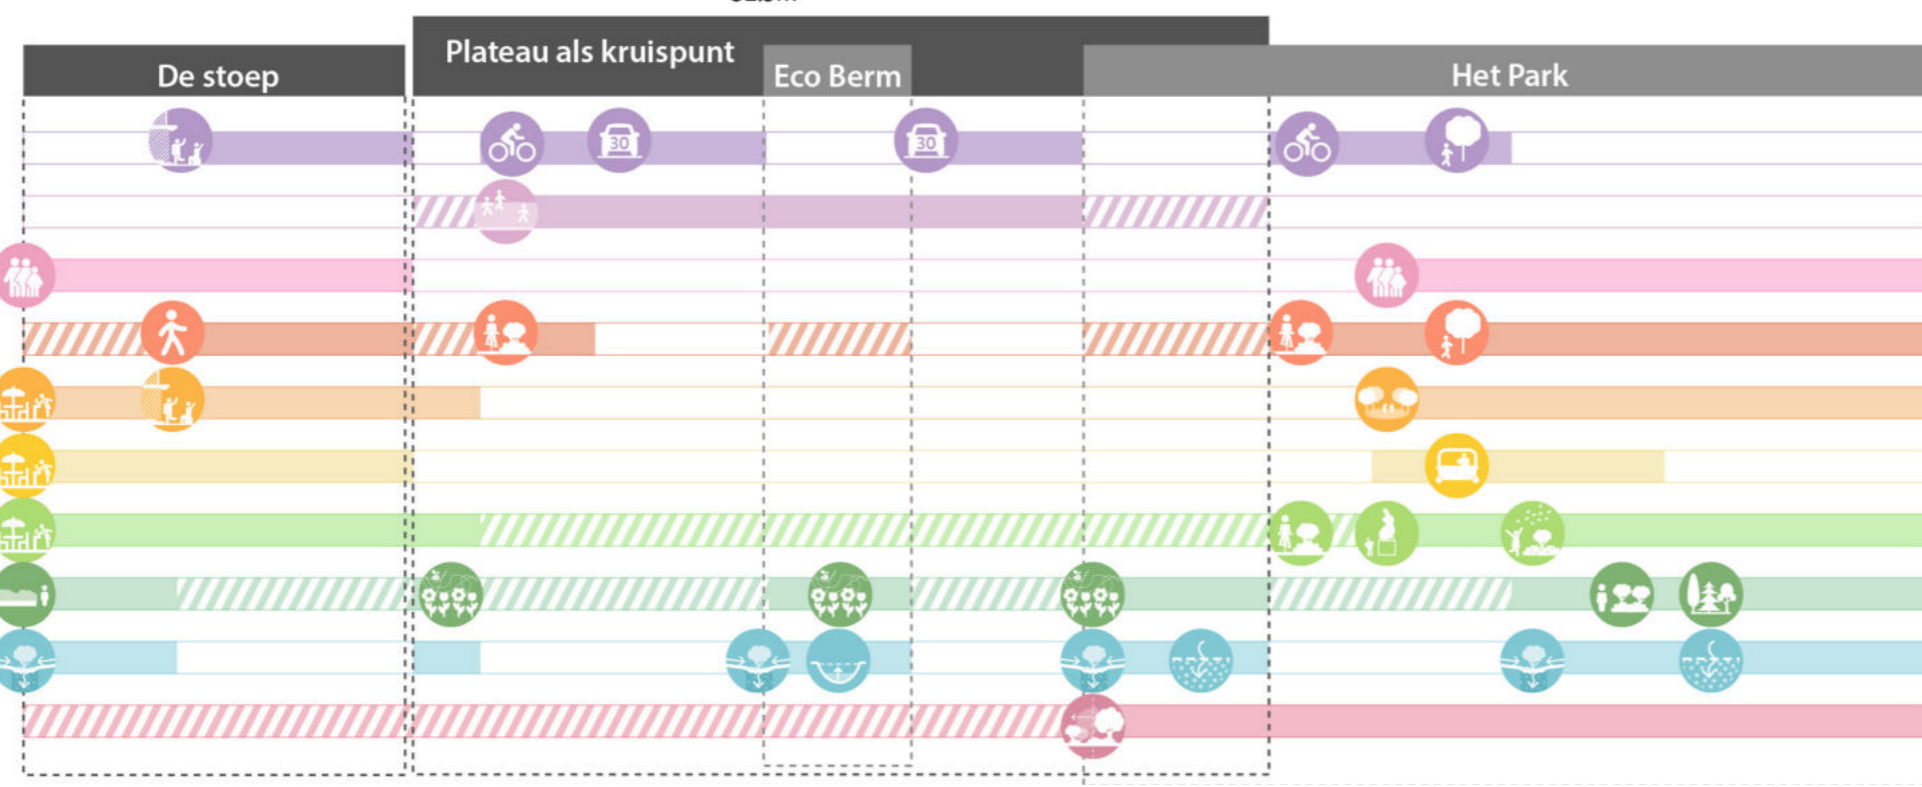 Plateau als kruispunt
De stoep
Eco Berm
Het Park
30
30